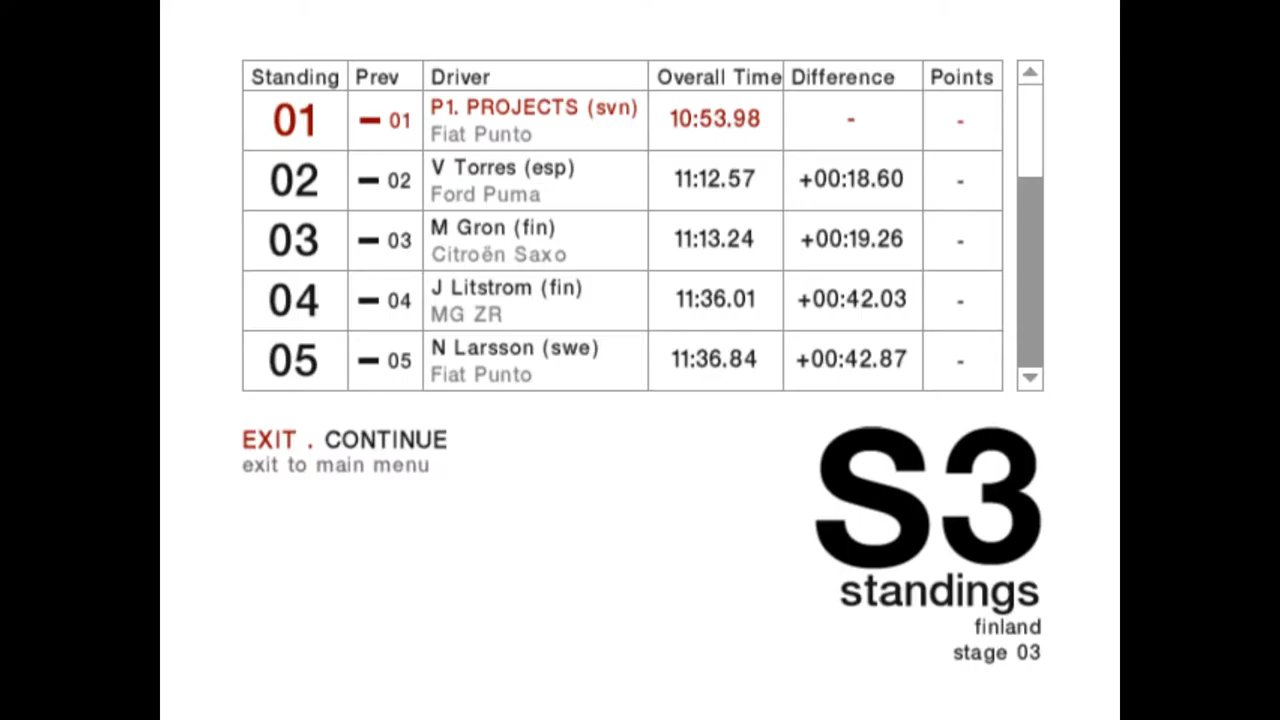 Standing Prev Driver Overall Time Difference Points
01 01 P1. PROJECTS (svn) 10:53.98 - -
Fiat Punto
02 02 V Torres (esp) 11:12.57 +00:18.60 -
Ford Puma
03 03 M Gron (fin) 11:13.24 +00:19.26 -
Citroën Saxo
04 04 J Litstrom (fin) 11:36.01 +00:42.03 -
MG ZR
05 05 N Larsson (swe) 11:36.84 +00:42.87 -
Fiat Punto
EXIT . CONTINUE
exit to main menu
S3
standings
finland
stage 03